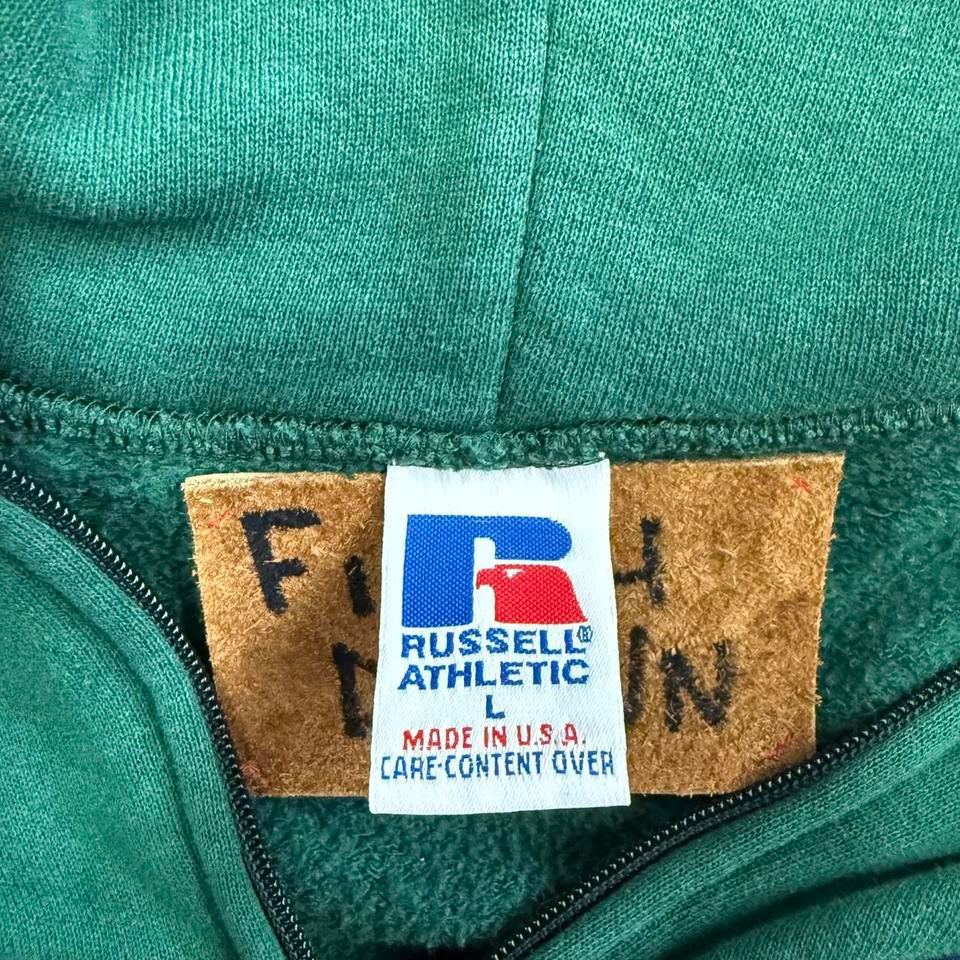 RUSSELL®
ATHLETIC
L
MADE IN U.S.A.
CARE-CONTENT OVER